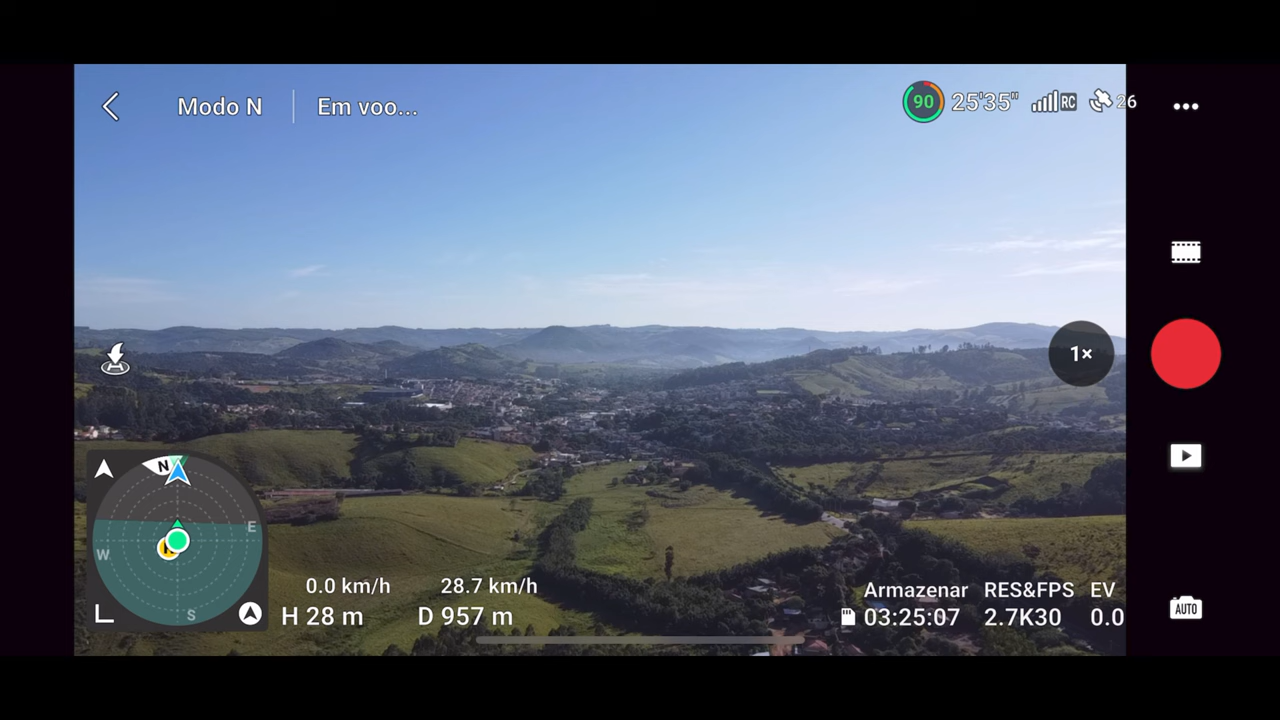 Modo N
Em voo...
90
25'35"
RC
26
1×
N
E
W
S
0.0 km/h
28.7 km/h
H 28 m
D 957 m
Armazenar
03:25:07
RES&FPS
2.7K30
EV
0.0
AUTO